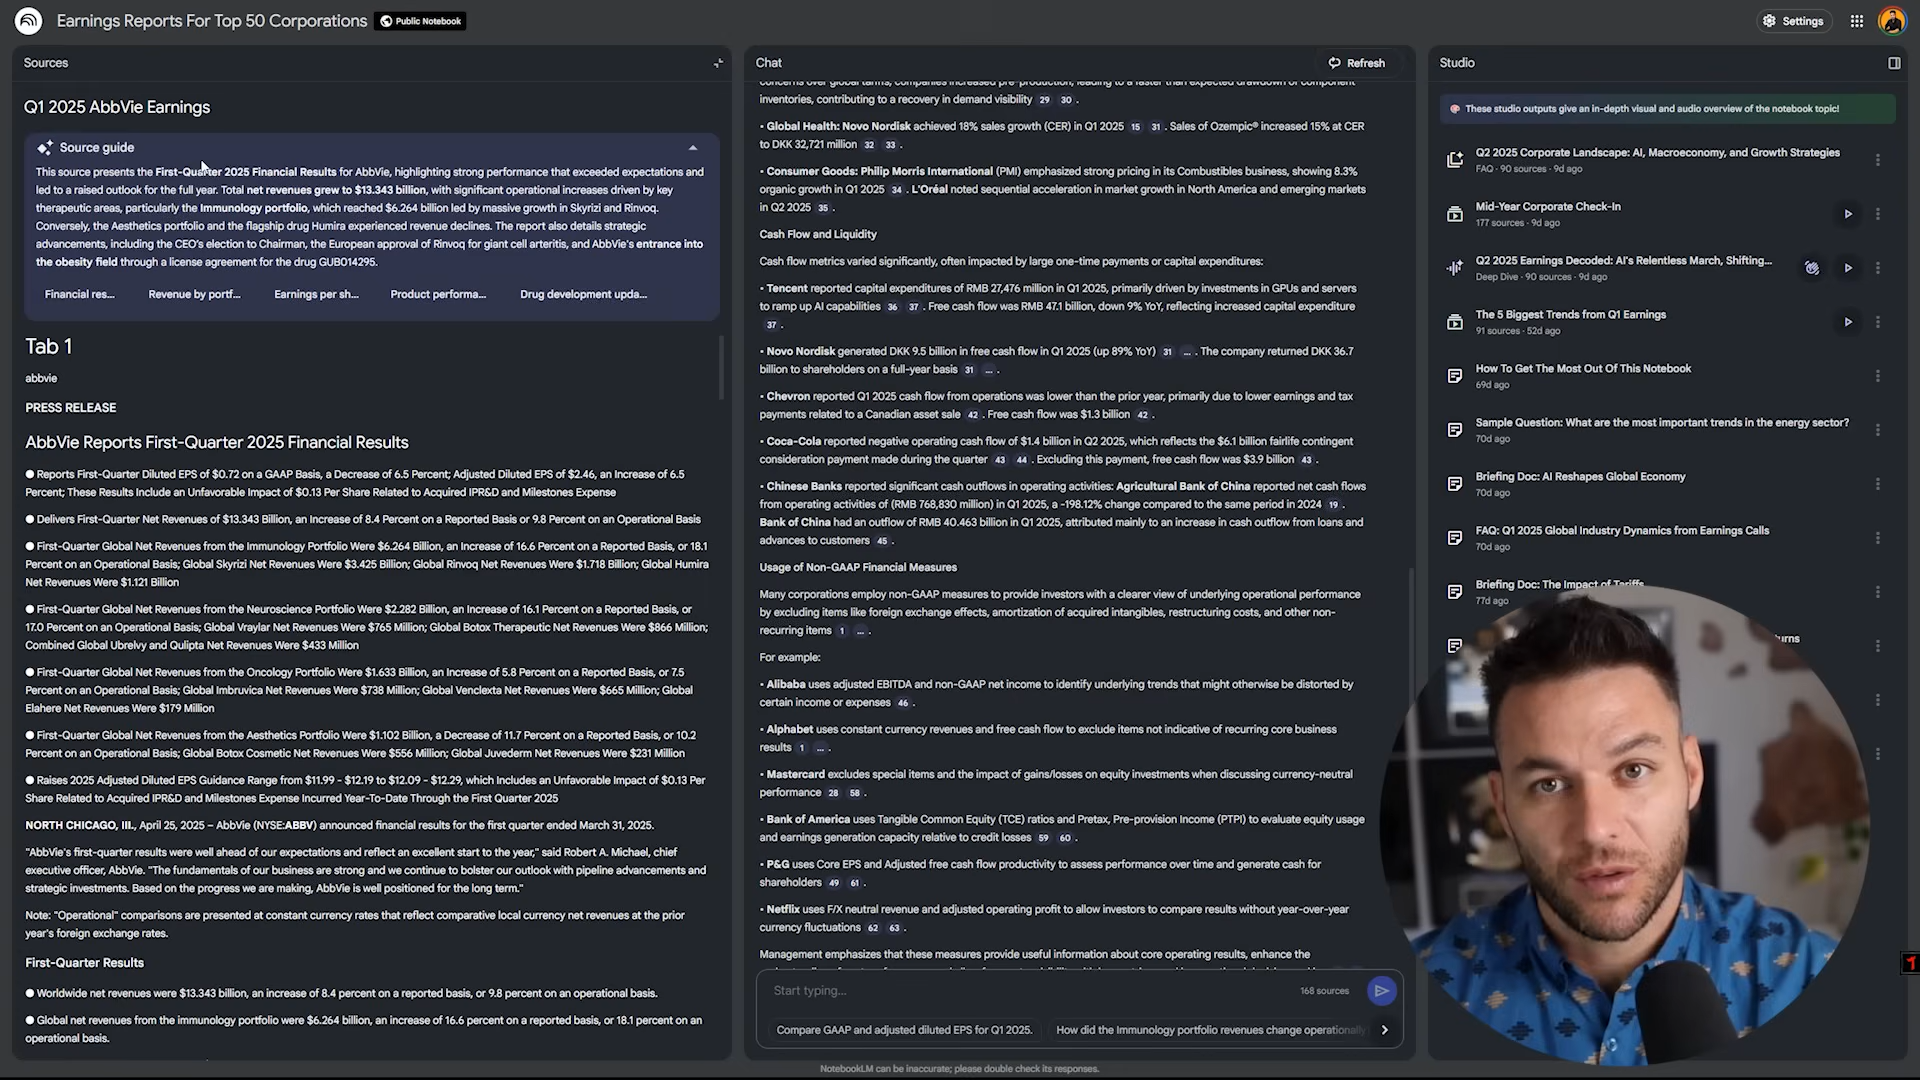 Earnings Reports For Top 50 Corporations
Public Notebook
Settings
Sources
Q1 2025 AbbVie Earnings
Source guide
This source presents the First-Quarter 2025 Financial Results for AbbVie, highlighting strong performance that exceeded expectations and
led to a raised outlook for the full year. Total net revenues grew to $13.343 billion, with significant operational increases driven by key
therapeutic areas, particularly the Immunology portfolio, which reached $6.264 billion led by massive growth in Skyrizi and Rinvoq.
Conversely, the Aesthetics portfolio and the flagship drug Humira experienced revenue declines. The report also details strategic
advancements, including the CEO's election to Chairman, the European approval of Rinvoq for giant cell arteritis, and AbbVie's entrance into
the obesity field through a license agreement for the drug GUB014295.
Financial res...
Revenue by portf...
Earnings per sh...
Product performa...
Drug development upda...
Tab 1
abbvie
PRESS RELEASE
AbbVie Reports First-Quarter 2025 Financial Results
● Reports First-Quarter Diluted EPS of $0.72 on a GAAP Basis, a Decrease of 6.5 Percent; Adjusted Diluted EPS of $2.46, an Increase of 6.5
Percent; These Results Include an Unfavorable Impact of $0.13 Per Share Related to Acquired IPR&D and Milestones Expense
● Delivers First-Quarter Net Revenues of $13.343 Billion, an Increase of 8.4 Percent on a Reported Basis or 9.8 Percent on an Operational Basis
● First-Quarter Global Net Revenues from the Immunology Portfolio Were $6.264 Billion, an Increase of 16.6 Percent on a Reported Basis, or 18.1
Percent on an Operational Basis; Global Skyrizi Net Revenues Were $3.425 Billion; Global Rinvoq Net Revenues Were $1.718 Billion; Global Humira
Net Revenues Were $1.121 Billion
● First-Quarter Global Net Revenues from the Neuroscience Portfolio Were $2.282 Billion, an Increase of 16.1 Percent on a Reported Basis, or
17.0 Percent on an Operational Basis; Global Vraylar Net Revenues Were $765 Million; Global Botox Therapeutic Net Revenues Were $866 Million;
Combined Global Ubrelvy and Qulipta Net Revenues Were $433 Million
● First-Quarter Global Net Revenues from the Oncology Portfolio Were $1.633 Billion, an Increase of 5.8 Percent on a Reported Basis, or 7.5
Percent on an Operational Basis; Global Imbruvica Net Revenues Were $738 Million; Global Venclexta Net Revenues Were $665 Million; Global
Elahere Net Revenues Were $179 Million
● First-Quarter Global Net Revenues from the Aesthetics Portfolio Were $1.102 Billion, a Decrease of 11.7 Percent on a Reported Basis, or 10.2
Percent on an Operational Basis; Global Botox Cosmetic Net Revenues Were $556 Million; Global Juvederm Net Revenues Were $231 Million
● Raises 2025 Adjusted Diluted EPS Guidance Range from $11.99 - $12.19 to $12.09 - $12.29, which Includes an Unfavorable Impact of $0.13 Per
Share Related to Acquired IPR&D and Milestones Expense Incurred Year-To-Date Through the First Quarter 2025
NORTH CHICAGO, Ill., April 25, 2025 – AbbVie (NYSE:ABBV) announced financial results for the first quarter ended March 31, 2025.
"AbbVie's first-quarter results were well ahead of our expectations and reflect an excellent start to the year," said Robert A. Michael, chief
executive officer, AbbVie. "The fundamentals of our business are strong and we continue to bolster our outlook with pipeline advancements and
strategic investments. Based on the progress we are making, AbbVie is well positioned for the long term."
Note: "Operational" comparisons are presented at constant currency rates that reflect comparative local currency net revenues at the prior
year's foreign exchange rates.
First-Quarter Results
● Worldwide net revenues were $13.343 billion, an increase of 8.4 percent on a reported basis, or 9.8 percent on an operational basis.
● Global net revenues from the immunology portfolio were $6.264 billion, an increase of 16.6 percent on a reported basis, or 18.1 percent on an
operational basis.
Chat
Refresh
concerns over global tariffs, companies increased pre-production, leading to a faster than expected drawdown of component
inventories, contributing to a recovery in demand visibility 29 30 .
• Global Health: Novo Nordisk achieved 18% sales growth (CER) in Q1 2025 15 31 . Sales of Ozempic® increased 15% at CER
to DKK 32,721 million 32 33 .
• Consumer Goods: Philip Morris International (PMI) emphasized strong pricing in its Combustibles business, showing 8.3%
organic growth in Q1 2025 34 . L'Oréal noted sequential acceleration in market growth in North America and emerging markets
in Q2 2025 35 .
Cash Flow and Liquidity
Cash flow metrics varied significantly, often impacted by large one-time payments or capital expenditures:
• Tencent reported capital expenditures of RMB 27,476 million in Q1 2025, primarily driven by investments in GPUs and servers
to ramp up AI capabilities 36 37 . Free cash flow was RMB 47.1 billion, down 9% YoY, reflecting increased capital expenditure
37 .
• Novo Nordisk generated DKK 9.5 billion in free cash flow in Q1 2025 (up 89% YoY) 31 ... . The company returned DKK 36.7
billion to shareholders on a full-year basis 31 ... .
• Chevron reported Q1 2025 cash flow from operations was lower than the prior year, primarily due to lower earnings and tax
payments related to a Canadian asset sale 42 . Free cash flow was $1.3 billion 42 .
• Coca-Cola reported negative operating cash flow of $1.4 billion in Q2 2025, which reflects the $6.1 billion fairlife contingent
consideration payment made during the quarter 43 44 . Excluding this payment, free cash flow was $3.9 billion 43 .
• Chinese Banks reported significant cash outflows in operating activities: Agricultural Bank of China reported net cash flows
from operating activities of (RMB 768,830 million) in Q1 2025, a -198.12% change compared to the same period in 2024 19 .
Bank of China had an outflow of RMB 40.463 billion in Q1 2025, attributed mainly to an increase in cash outflow from loans and
advances to customers 45 .
Usage of Non-GAAP Financial Measures
Many corporations employ non-GAAP measures to provide investors with a clearer view of underlying operational performance
by excluding items like foreign exchange effects, amortization of acquired intangibles, restructuring costs, and other non-
recurring items 1 ... .
For example:
• Alibaba uses adjusted EBITDA and non-GAAP net income to identify underlying trends that might otherwise be distorted by
certain income or expenses 46 .
• Alphabet uses constant currency revenues and free cash flow to exclude items not indicative of recurring core business
results 1 ... .
• Mastercard excludes special items and the impact of gains/losses on equity investments when discussing currency-neutral
performance 28 58 .
• Bank of America uses Tangible Common Equity (TCE) ratios and Pretax, Pre-provision Income (PTPI) to evaluate equity usage
and earnings generation capacity relative to credit losses 59 60 .
• P&G uses Core EPS and Adjusted free cash flow productivity to assess performance over time and generate cash for
shareholders 49 61 .
• Netflix uses F/X neutral revenue and adjusted operating profit to allow investors to compare results without year-over-year
currency fluctuations 62 63 .
Management emphasizes that these measures provide useful information about core operating results, enhance the
Start typing...
168 sources
Compare GAAP and adjusted diluted EPS for Q1 2025.
How did the Immunology portfolio revenues change operationally
NotebookLM can be inaccurate; please double check its responses.
Studio
These studio outputs give an in-depth visual and audio overview of the notebook topic!
Q2 2025 Corporate Landscape: AI, Macroeconomy, and Growth Strategies
FAQ · 90 sources · 9d ago
Mid-Year Corporate Check-In
177 sources · 9d ago
Q2 2025 Earnings Decoded: AI's Relentless March, Shifting...
Deep Dive · 90 sources · 9d ago
The 5 Biggest Trends from Q1 Earnings
91 sources · 52d ago
How To Get The Most Out Of This Notebook
69d ago
Sample Question: What are the most important trends in the energy sector?
70d ago
Briefing Doc: AI Reshapes Global Economy
70d ago
FAQ: Q1 2025 Global Industry Dynamics from Earnings Calls
70d ago
Briefing Doc: The Impact of Tariffs
77d ago